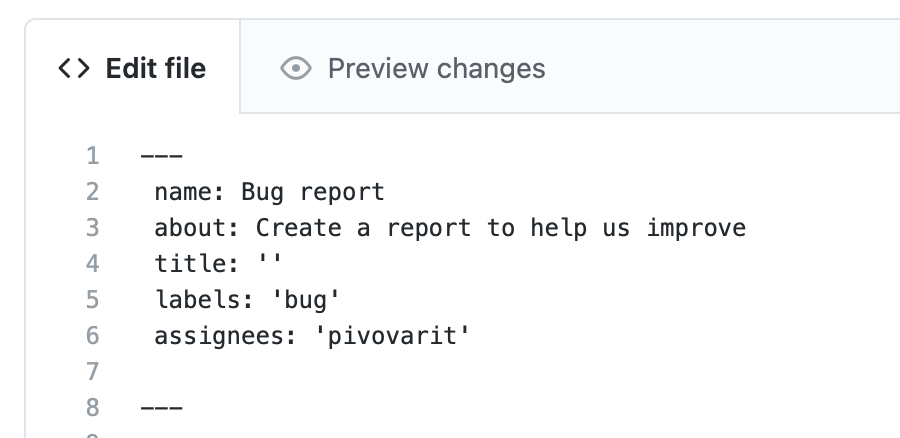 <> Edit file
Preview changes
1 ---
2 name: Bug report
3 about: Create a report to help us improve
4 title: ''
5 labels: 'bug'
6 assignees: 'pivovarit'
7
8 ---